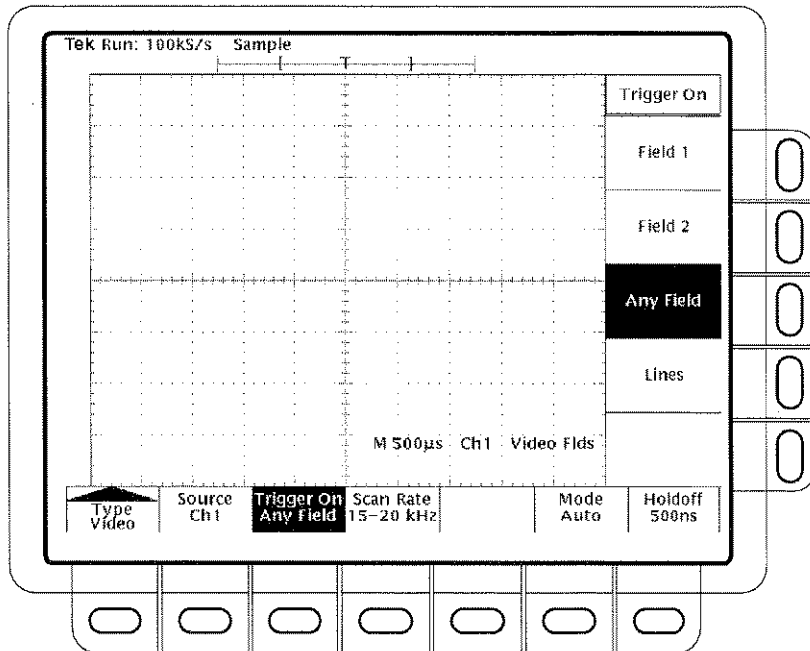 Tek Run: 100kS/s Sample
T
Trigger On
Field 1
Field 2
Any Field
Lines
M 500µs Ch1 Video Flds
Type
Video
Source
Ch1
Trigger On
Any Field
Scan Rate
15-20 kHz
Mode
Auto
Holdoff
500ns